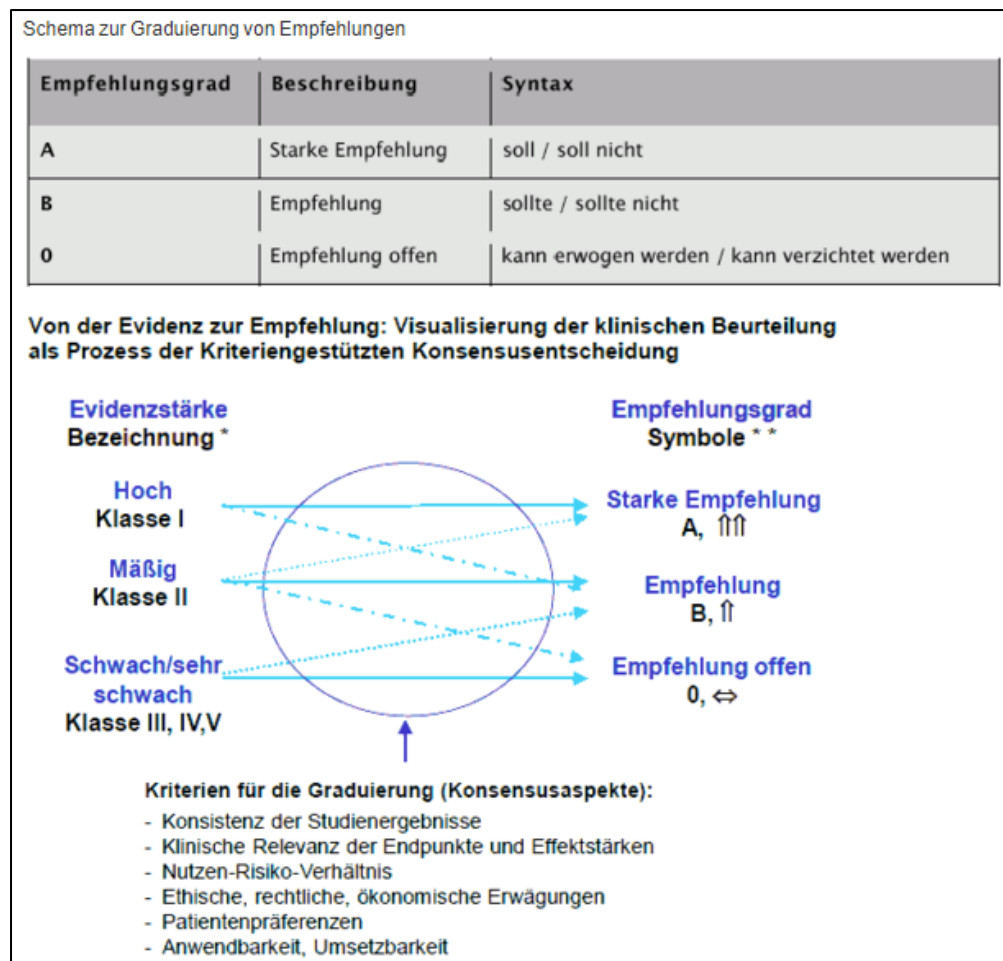 Schema zur Graduierung von Empfehlungen
Empfehlungsgrad Beschreibung Syntax
A Starke Empfehlung soll / soll nicht
B Empfehlung sollte / sollte nicht
0 Empfehlung offen kann erwogen werden / kann verzichtet werden
Von der Evidenz zur Empfehlung: Visualisierung der klinischen Beurteilung
als Prozess der Kriteriengestützten Konsensusentscheidung
Evidenzstärke
Bezeichnung *
Empfehlungsgrad
Symbole * *
Hoch
Klasse I
Starke Empfehlung
A, ⇑⇑
Mäßig
Klasse II
Empfehlung
B, ⇑
Schwach/sehr
schwach
Klasse III, IV,V
Empfehlung offen
0, ⇔
Kriterien für die Graduierung (Konsensusaspekte):
- Konsistenz der Studienergebnisse
- Klinische Relevanz der Endpunkte und Effektstärken
- Nutzen-Risiko-Verhältnis
- Ethische, rechtliche, ökonomische Erwägungen
- Patientenpräferenzen
- Anwendbarkeit, Umsetzbarkeit